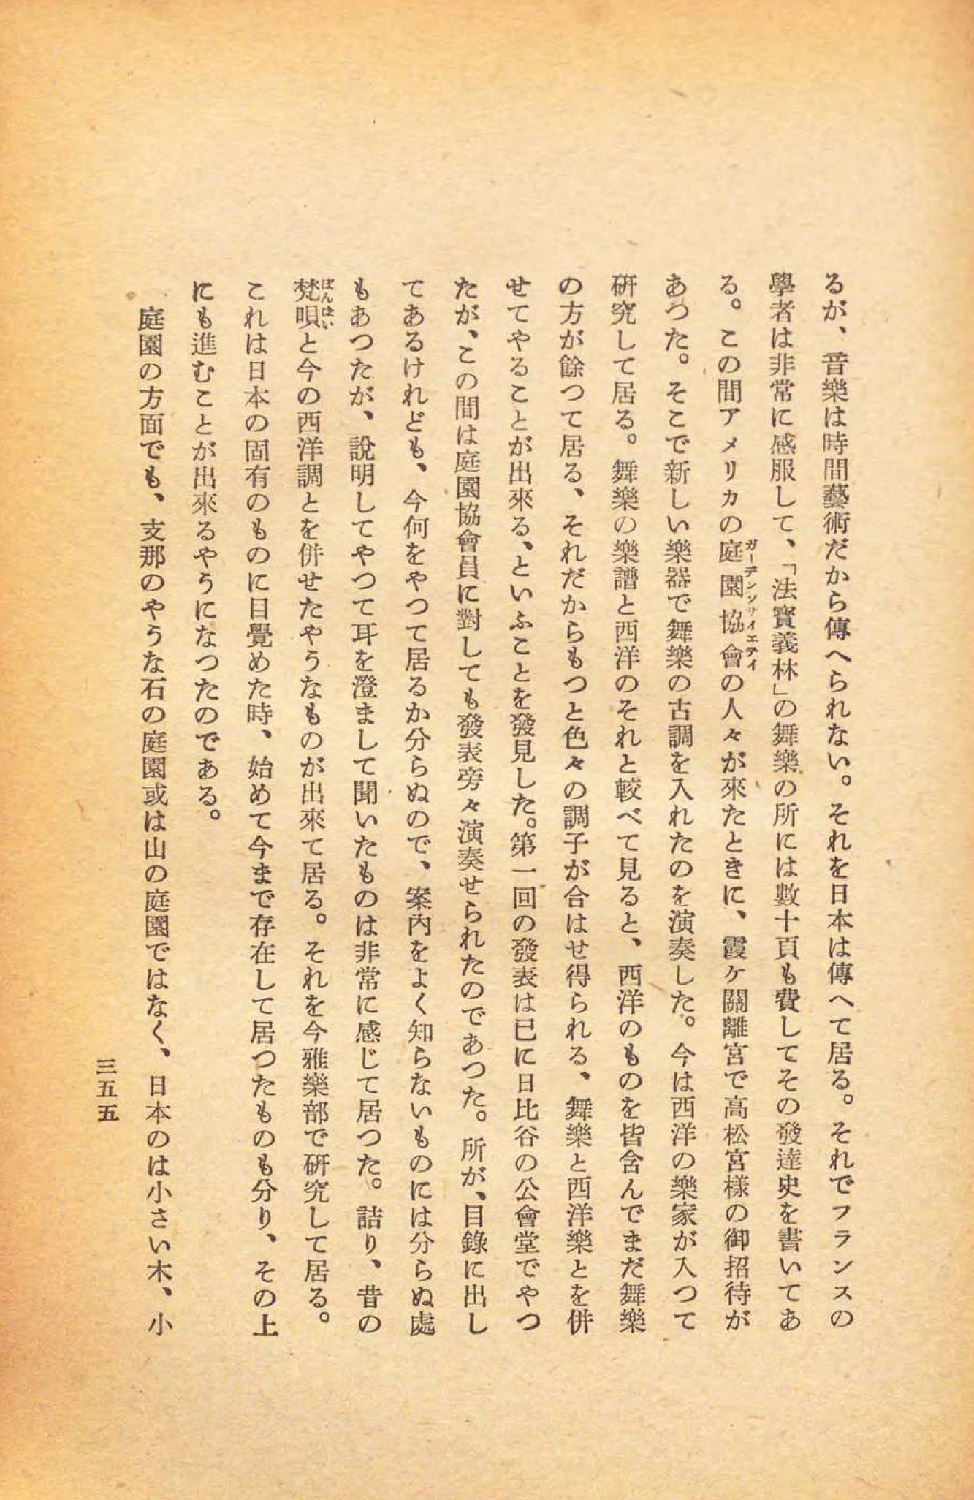 るが、音樂は時間藝術だから傳へられない。それを日本は傳へて居る。それでフランスの
學者は非常に感服して、「法寶義林」の舞樂の所には數十頁も費してその發達史を書いてあ
る。この間アメリカの庭園協會の人々が來たときに、霞ケ關離宮で高松宮樣の御招待が
ガーデンソサイエテイ
あつた。そこで新しい樂器で舞樂の古調を入れたのを演奏した。今は西洋の樂家が入つて
硏究して居る。舞樂の樂譜と西洋のそれと較べて見ると、西洋のものを皆含んでまだ舞樂
の方が餘つて居る、それだからもつと色々の調子が合はせ得られる、舞樂と西洋樂とを併
せてやることが出來る、といふことを發見した。第一回の發表は已に日比谷の公會堂でやつ
たが、この間は庭園協會員に對しても發表旁々演奏せられたのであつた。所が、目錄に出し
てあるけれども、今何をやつて居るか分らぬので、案內をよく知らないものには分らぬ處
もあつたが、說明してやつて耳を澄まして聞いたものは非常に感じて居つた。詰り、昔の
梵唄と今の西洋調とを併せたやうなものが出來て居る。それを今雅樂部で硏究して居る。
ぼんばい
これは日本の固有のものに目覺めた時、始めて今まで存在して居つたものも分り、その上
にも進むことが出來るやうになつたのである。
庭園の方面でも、支那のやうな石の庭園或は山の庭園ではなく、日本のは小さい木、小
三五五